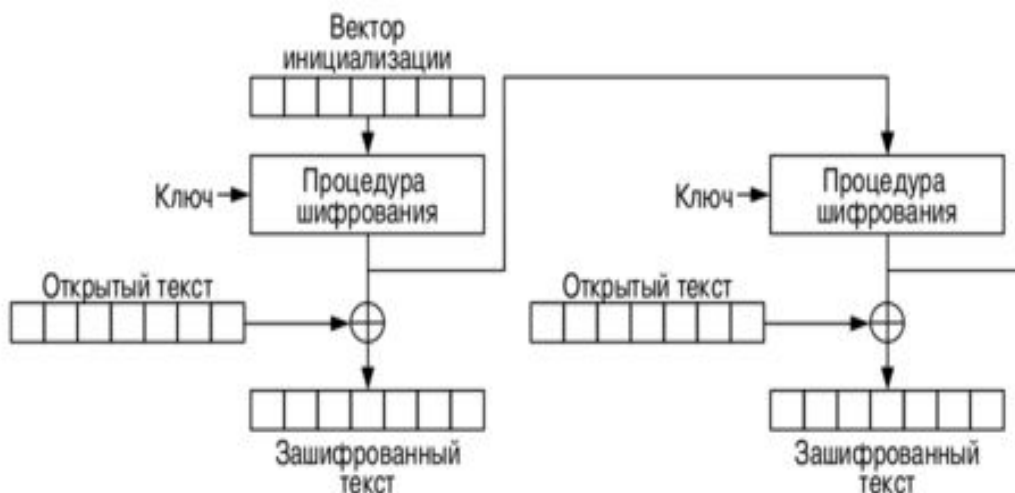 Вектор
инициализации
Ключ
Процедура
шифрования
Ключ
Процедура
шифрования
Открытый текст
Открытый текст
Зашифрованный
текст
Зашифрованный
текст